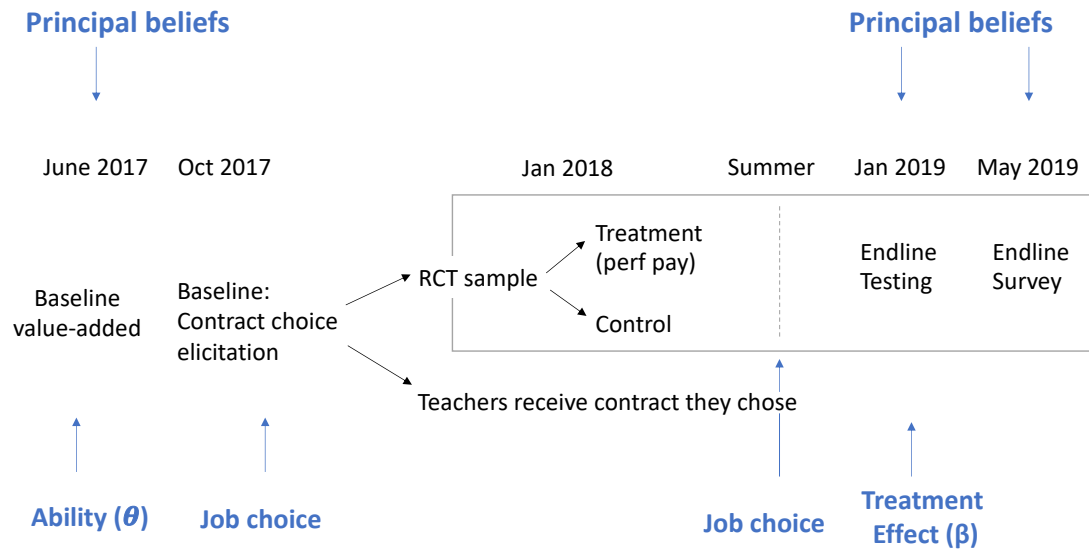 Principal beliefs
Principal beliefs
June 2017
Oct 2017
Jan 2018
Summer
Jan 2019
May 2019
Baseline
value-added
Baseline:
Contract choice
elicitation
RCT sample
Treatment
(perf pay)
Control
Endline
Testing
Endline
Survey
Teachers receive contract they chose
Ability (θ)
Job choice
Job choice
Treatment
Effect (β)